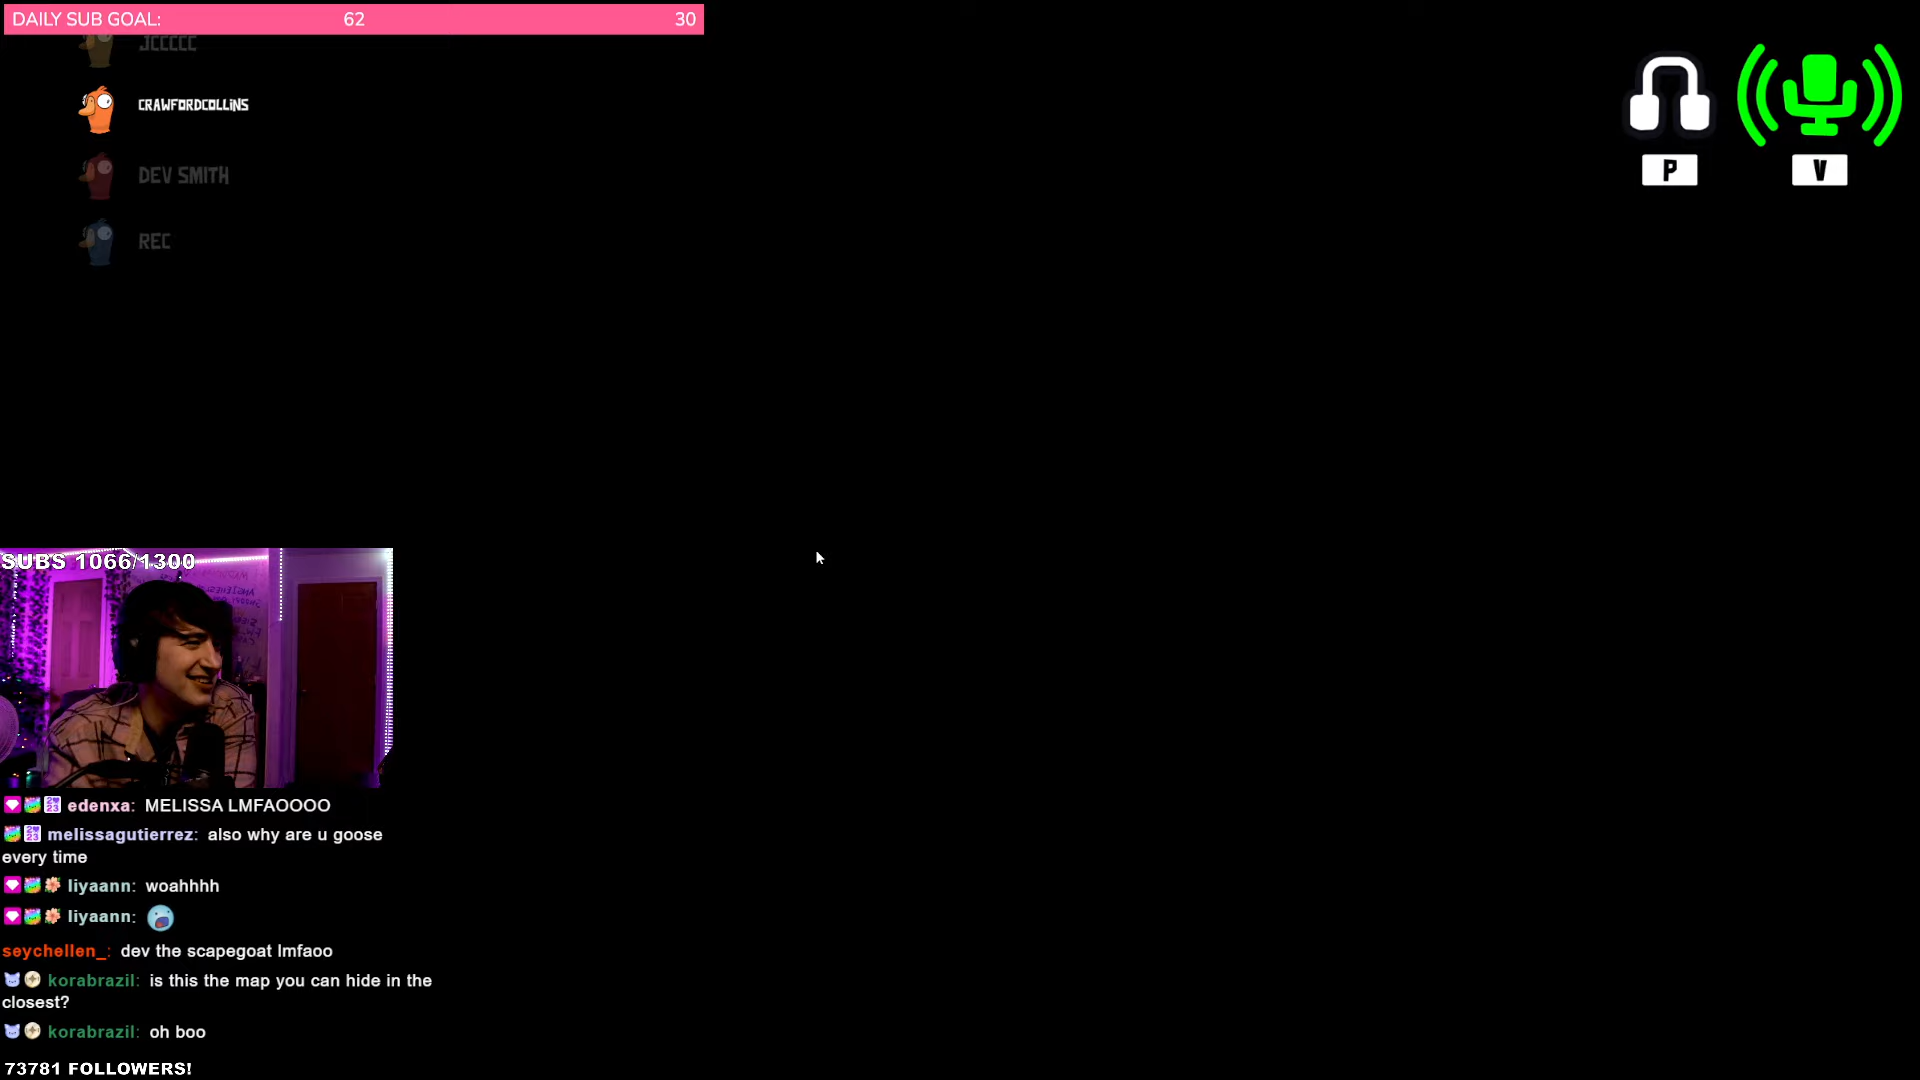 DAILY SUB GOAL: 62 30
JCCCCC
CRAWFORDCOLLINS
DEV SMITH
REC
P V
SUBS 1066/1300
edenxa: MELISSA LMFAOOOO
melissagutierrez: also why are u goose
every time
liyaann: woahhhh
liyaann:
seychellen_: dev the scapegoat lmfaoo
korabrazil: is this the map you can hide in the
closest?
korabrazil: oh boo
73781 FOLLOWERS!